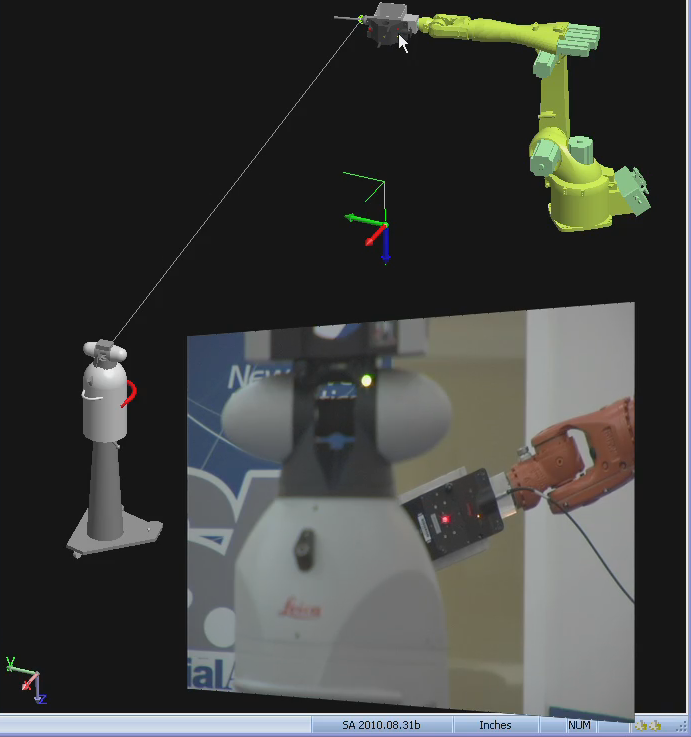 New
Leica
ial
Y
Z
SA 2010.08.31b
Inches
NUM